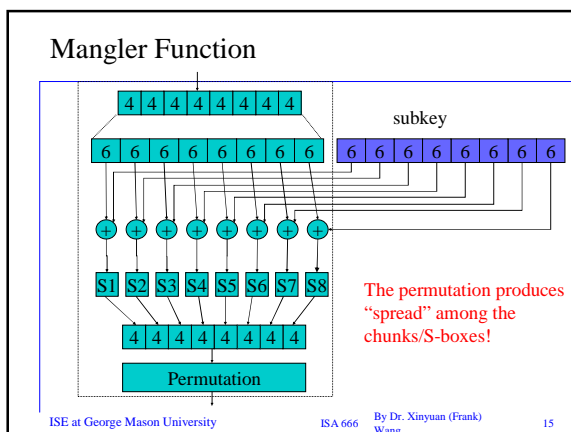 Mangler Function
4 4 4 4 4 4 4 4
subkey
6 6 6 6 6 6 6 6
6 6 6 6 6 6 6 6
+ + + + + + + +
S1 S2 S3 S4 S5 S6 S7 S8
The permutation produces
“spread” among the
chunks/S-boxes!
4 4 4 4 4 4 4 4
Permutation
ISE at George Mason University
ISA 666
By Dr. Xinyuan (Frank)
Wang
15